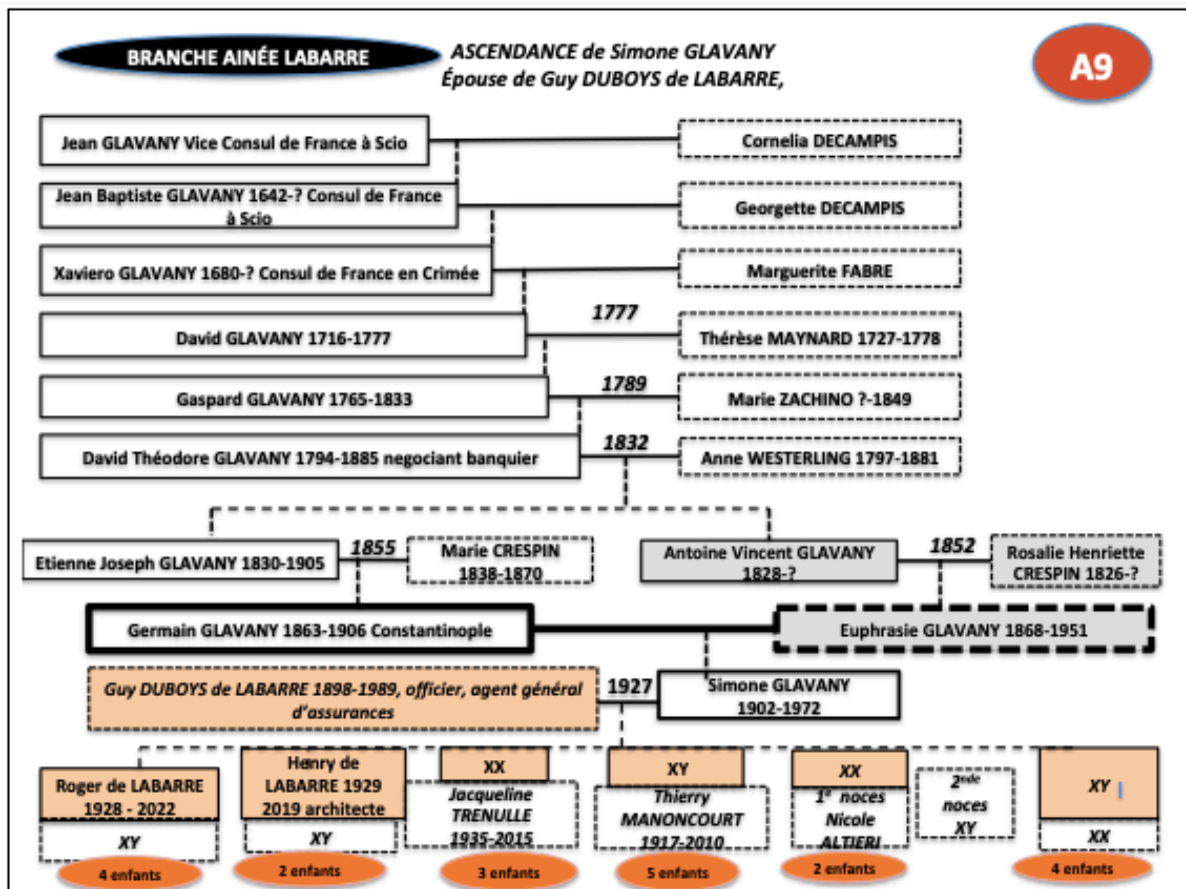 BRANCHE AINÉE LABARRE
ASCENDANCE de Simone GLAVANY
Épouse de Guy DUBOYS de LABARRE,
A9
Jean GLAVANY Vice Consul de France à Scio
Cornelia DECAMPIS
Jean Baptiste GLAVANY 1642-? Consul de France
à Scio
Georgette DECAMPIS
Xaviero GLAVANY 1680-? Consul de France en Crimée
Marguerite FABRE
David GLAVANY 1716-1777
1777
Thérèse MAYNARD 1727-1778
Gaspard GLAVANY 1765-1833
1789
Marie ZACHINO ?-1849
David Théodore GLAVANY 1794-1885 negociant banquier
1832
Anne WESTERLING 1797-1881
Etienne Joseph GLAVANY 1830-1905
1855
Marie CRESPIN
1838-1870
Antoine Vincent GLAVANY
1828-?
1852
Rosalie Henriette
CRESPIN 1826-?
Germain GLAVANY 1863-1906 Constantinople
Euphrasie GLAVANY 1868-1951
Guy DUBOYS de LABARRE 1898-1989, officier, agent général
d'assurances
1927
Simone GLAVANY
1902-1972
Roger de LABARRE
1928 - 2022
XY
4 enfants
Henry de
LABARRE 1929
2019 architecte
XY
2 enfants
XX
Jacqueline
TRENULLE
1935-2015
3 enfants
XY
Thierry
MANONCOURT
1917-2010
5 enfants
XX
1e noces
Nicole
ALTIERI
2 enfants
2nde
noces
XY
XY
XX
4 enfants